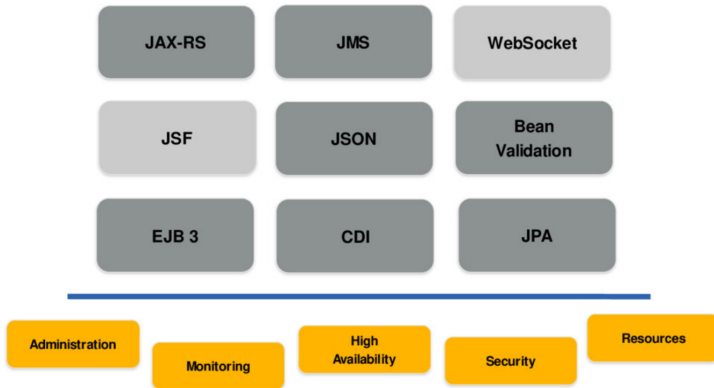 JAX-RS
JMS
WebSocket
JSF
JSON
Bean
Validation
EJB 3
CDI
JPA
Administration
Monitoring
High
Availability
Security
Resources